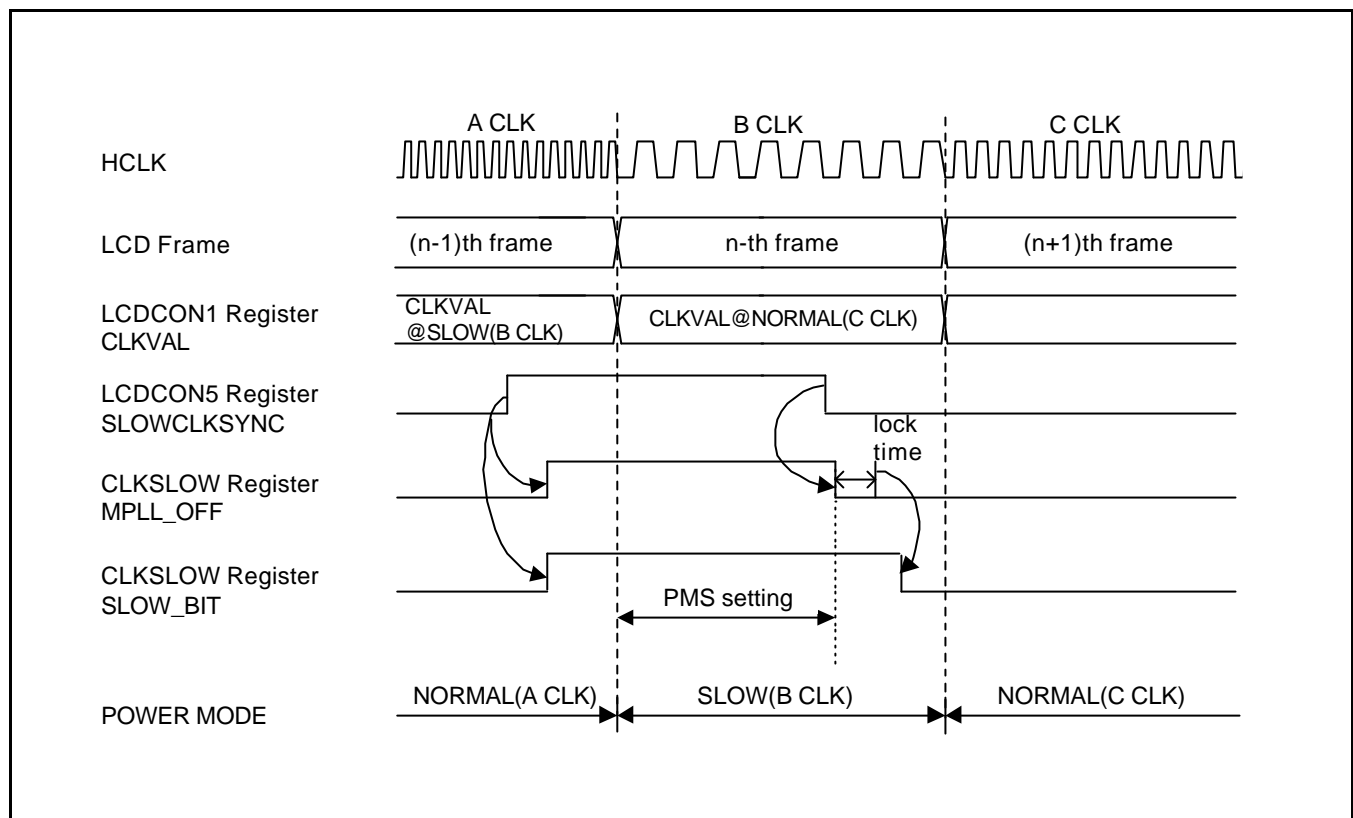 A CLK
B CLK
C CLK
HCLK
LCD Frame
(n-1)th frame
n-th frame
(n+1)th frame
LCDCON1 Register
CLKVAL
CLKVAL
@SLOW(B CLK)
CLKVAL@NORMAL(C CLK)
LCDCON5 Register
SLOWCLKSYNC
lock
time
CLKSLOW Register
MPLL_OFF
CLKSLOW Register
SLOW_BIT
PMS setting
POWER MODE
NORMAL(A CLK)
SLOW(B CLK)
NORMAL(C CLK)